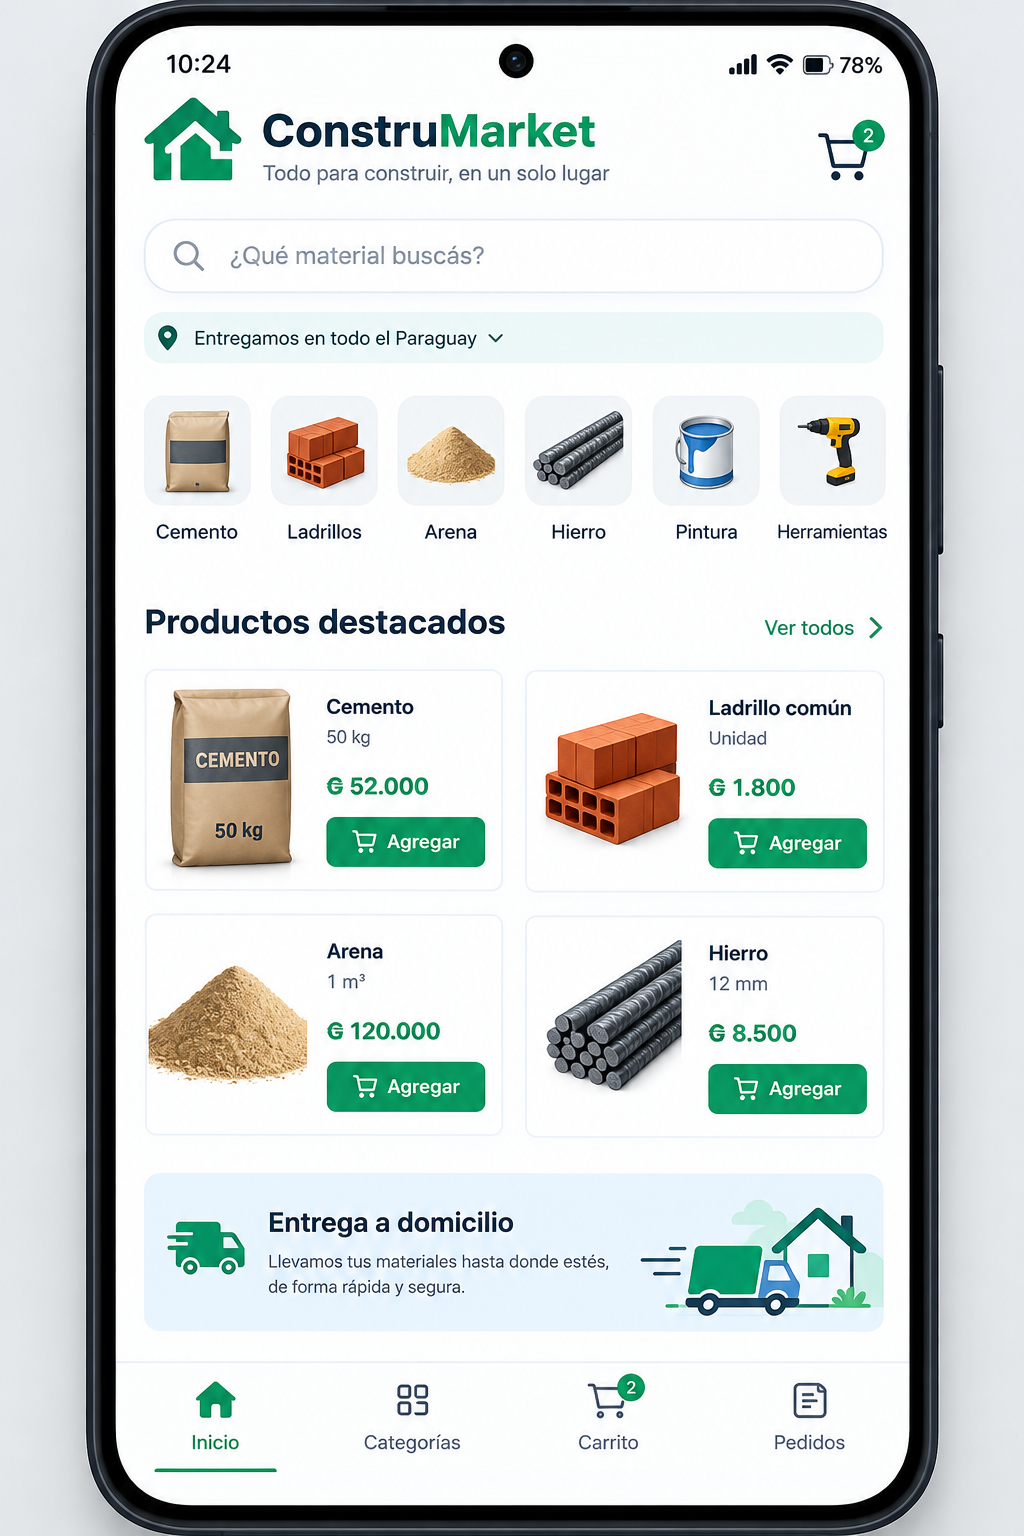 10:24
78%
ConstruMarket
2
Todo para construir, en un solo lugar
¿Qué material buscás?
Entregamos en todo el Paraguay
Cemento
Ladrillos
Arena
Hierro
Pintura
Herramientas
Productos destacados
Ver todos
CEMENTO
50 kg
Cemento
50 kg
₲ 52.000
Agregar
Ladrillo común
Unidad
₲ 1.800
Agregar
Arena
1 m³
₲ 120.000
Agregar
Hierro
12 mm
₲ 8.500
Agregar
Entrega a domicilio
Llevamos tus materiales hasta donde estés,
de forma rápida y segura.
Inicio
Categorías
2
Carrito
Pedidos